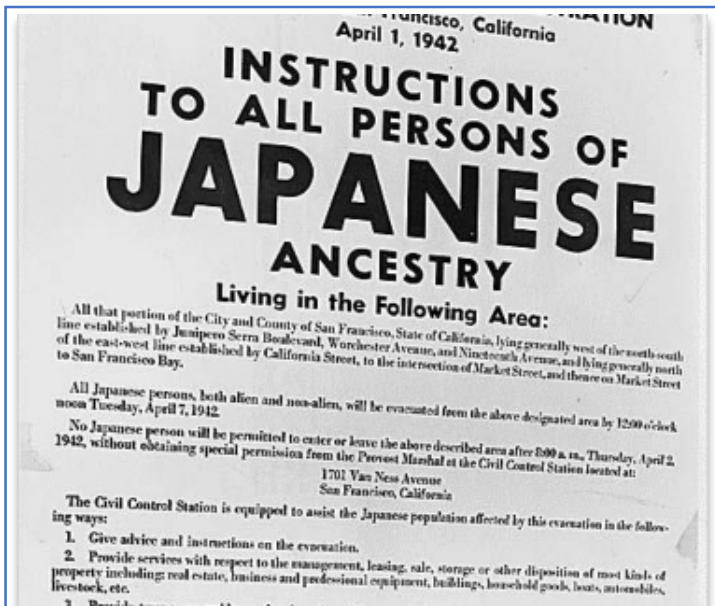 Francisco, California
April 1, 1942
INSTRUCTIONS
TO ALL PERSONS OF
JAPANESE
ANCESTRY
Living in the Following Area:
All that portion of the City and County of San Francisco, State of California, lying generally west of the north-south
line established by Junipero Serra Boulevard, Worchester Avenue, and Nineteenth Avenue, and lying generally north
of the east-west line established by California Street, to the intersection of Market Street, and thence on Market Street
to San Francisco Bay.
All Japanese persons, both alien and non-alien, will be evacuated from the above designated area by 12:00 o'clock
noon Tuesday, April 7, 1942.
No Japanese person will be permitted to enter or leave the above described area after 8:00 a. m., Thursday, April 2,
1942, without obtaining special permission from the Provost Marshal at the Civil Control Station located at:
1701 Van Ness Avenue
San Francisco, California
The Civil Control Station is equipped to assist the Japanese population affected by this evacuation in the follow-
ing ways:
1. Give advice and instructions on the evacuation.
2. Provide services with respect to the management, leasing, sale, storage or other disposition of most kinds of
property including: real estate, business and professional equipment, buildings, household goods, boats, automobiles,
livestock, etc.